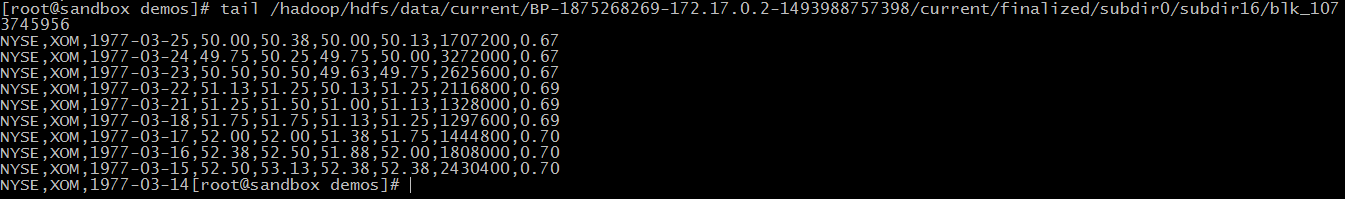 [root@sandbox demos]# tail /hadoop/hdfs/data/current/BP-1875268269-172.17.0.2-1493988757398/current/finalized/subdir0/subdir16/blk_107
3745956
NYSE,XOM,1977-03-25,50.00,50.38,50.00,50.13,1707200,0.67
NYSE,XOM,1977-03-24,49.75,50.25,49.75,50.00,3272000,0.67
NYSE,XOM,1977-03-23,50.50,50.50,49.63,49.75,2625600,0.67
NYSE,XOM,1977-03-22,51.13,51.25,50.13,51.25,2116800,0.69
NYSE,XOM,1977-03-21,51.25,51.50,51.00,51.13,1328000,0.69
NYSE,XOM,1977-03-18,51.75,51.75,51.13,51.25,1297600,0.69
NYSE,XOM,1977-03-17,52.00,52.00,51.38,51.75,1444800,0.70
NYSE,XOM,1977-03-16,52.38,52.50,51.88,52.00,1808000,0.70
NYSE,XOM,1977-03-15,52.50,53.13,52.38,52.38,2430400,0.70
NYSE,XOM,1977-03-14[root@sandbox demos]#